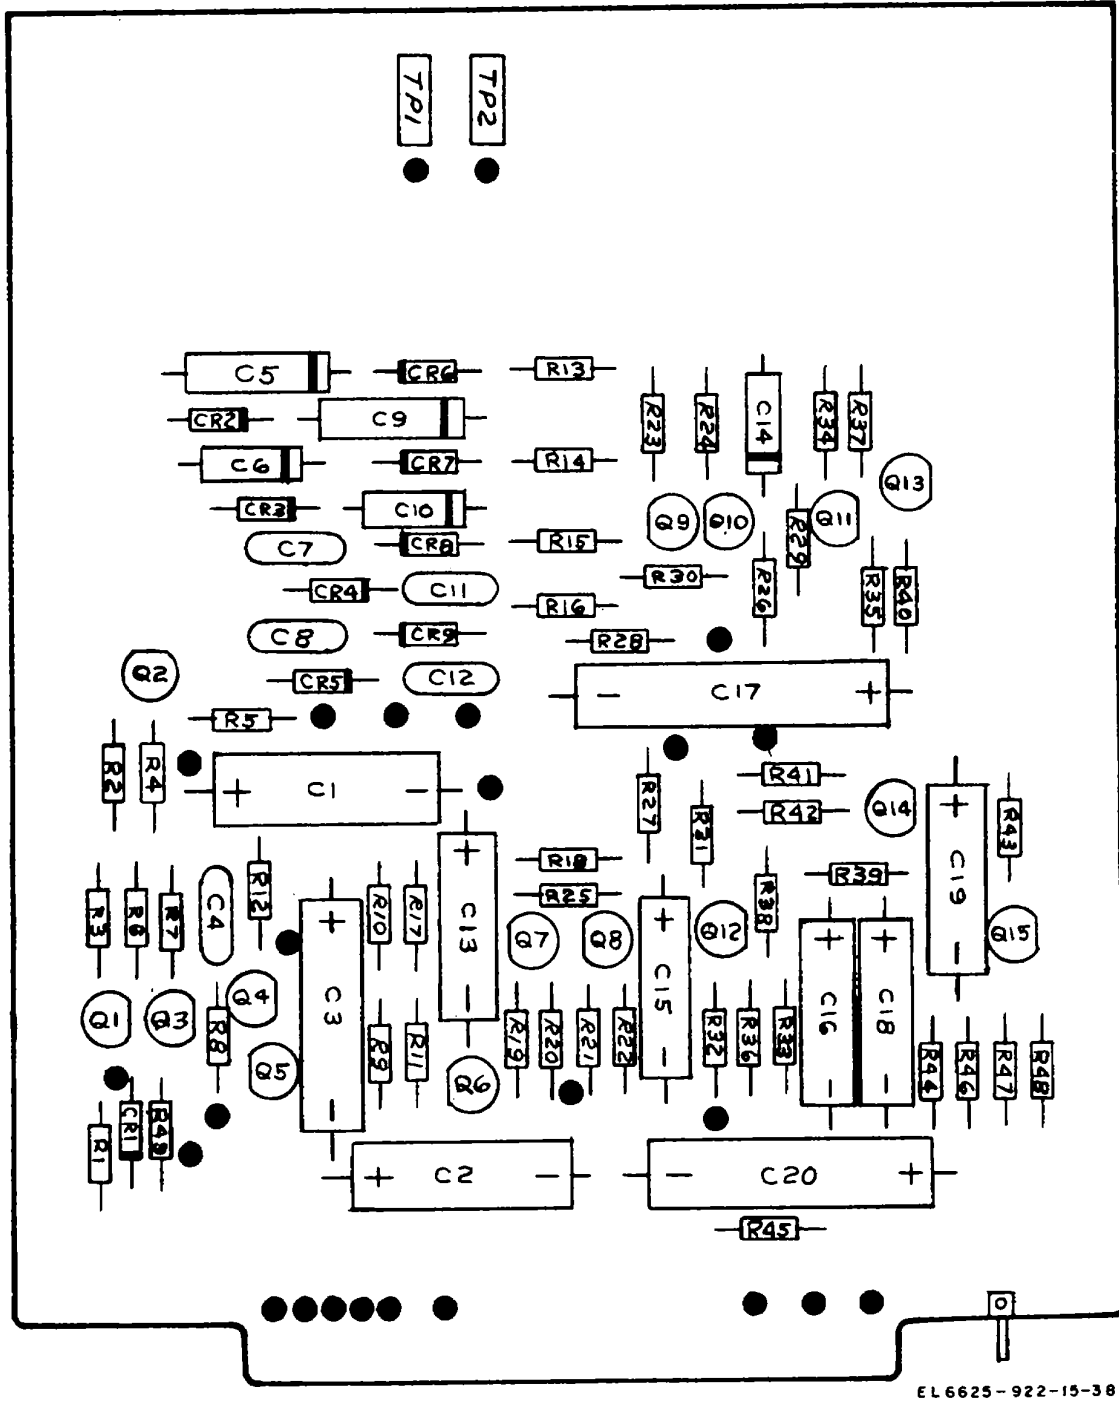 TP1 TP2
C5 CR6 R13
CR2 C9 R23 R24 C14 R34 R37
C6 CR7 R14
Q13
CR3 C10 Q9 Q10 R29 Q11
C7 CR8 R15
CR4 C11 R30 R26 R35 R40
R16
C8 CR9 R28
Q2 CR5 C12 - C17 +
R5
R2 R4 + C1 - R27 R41
R42 Q14 + R43
R31
+ R18 C19
R3 R6 R7 C4 R12 + R10 R17 C13 R25 + R38 R39
Q7 Q8 Q12 + + - Q15
Q1 Q3 Q4 C3 - C15 C16 C18
R8 R9 R11 R19 R20 R21 R22 R32 R36 R33
Q5 Q6 - - - R44 R46 R47 R48
R1 CR1 R49 -
+ C2 - - C20 +
R45
EL6625-922-15-38